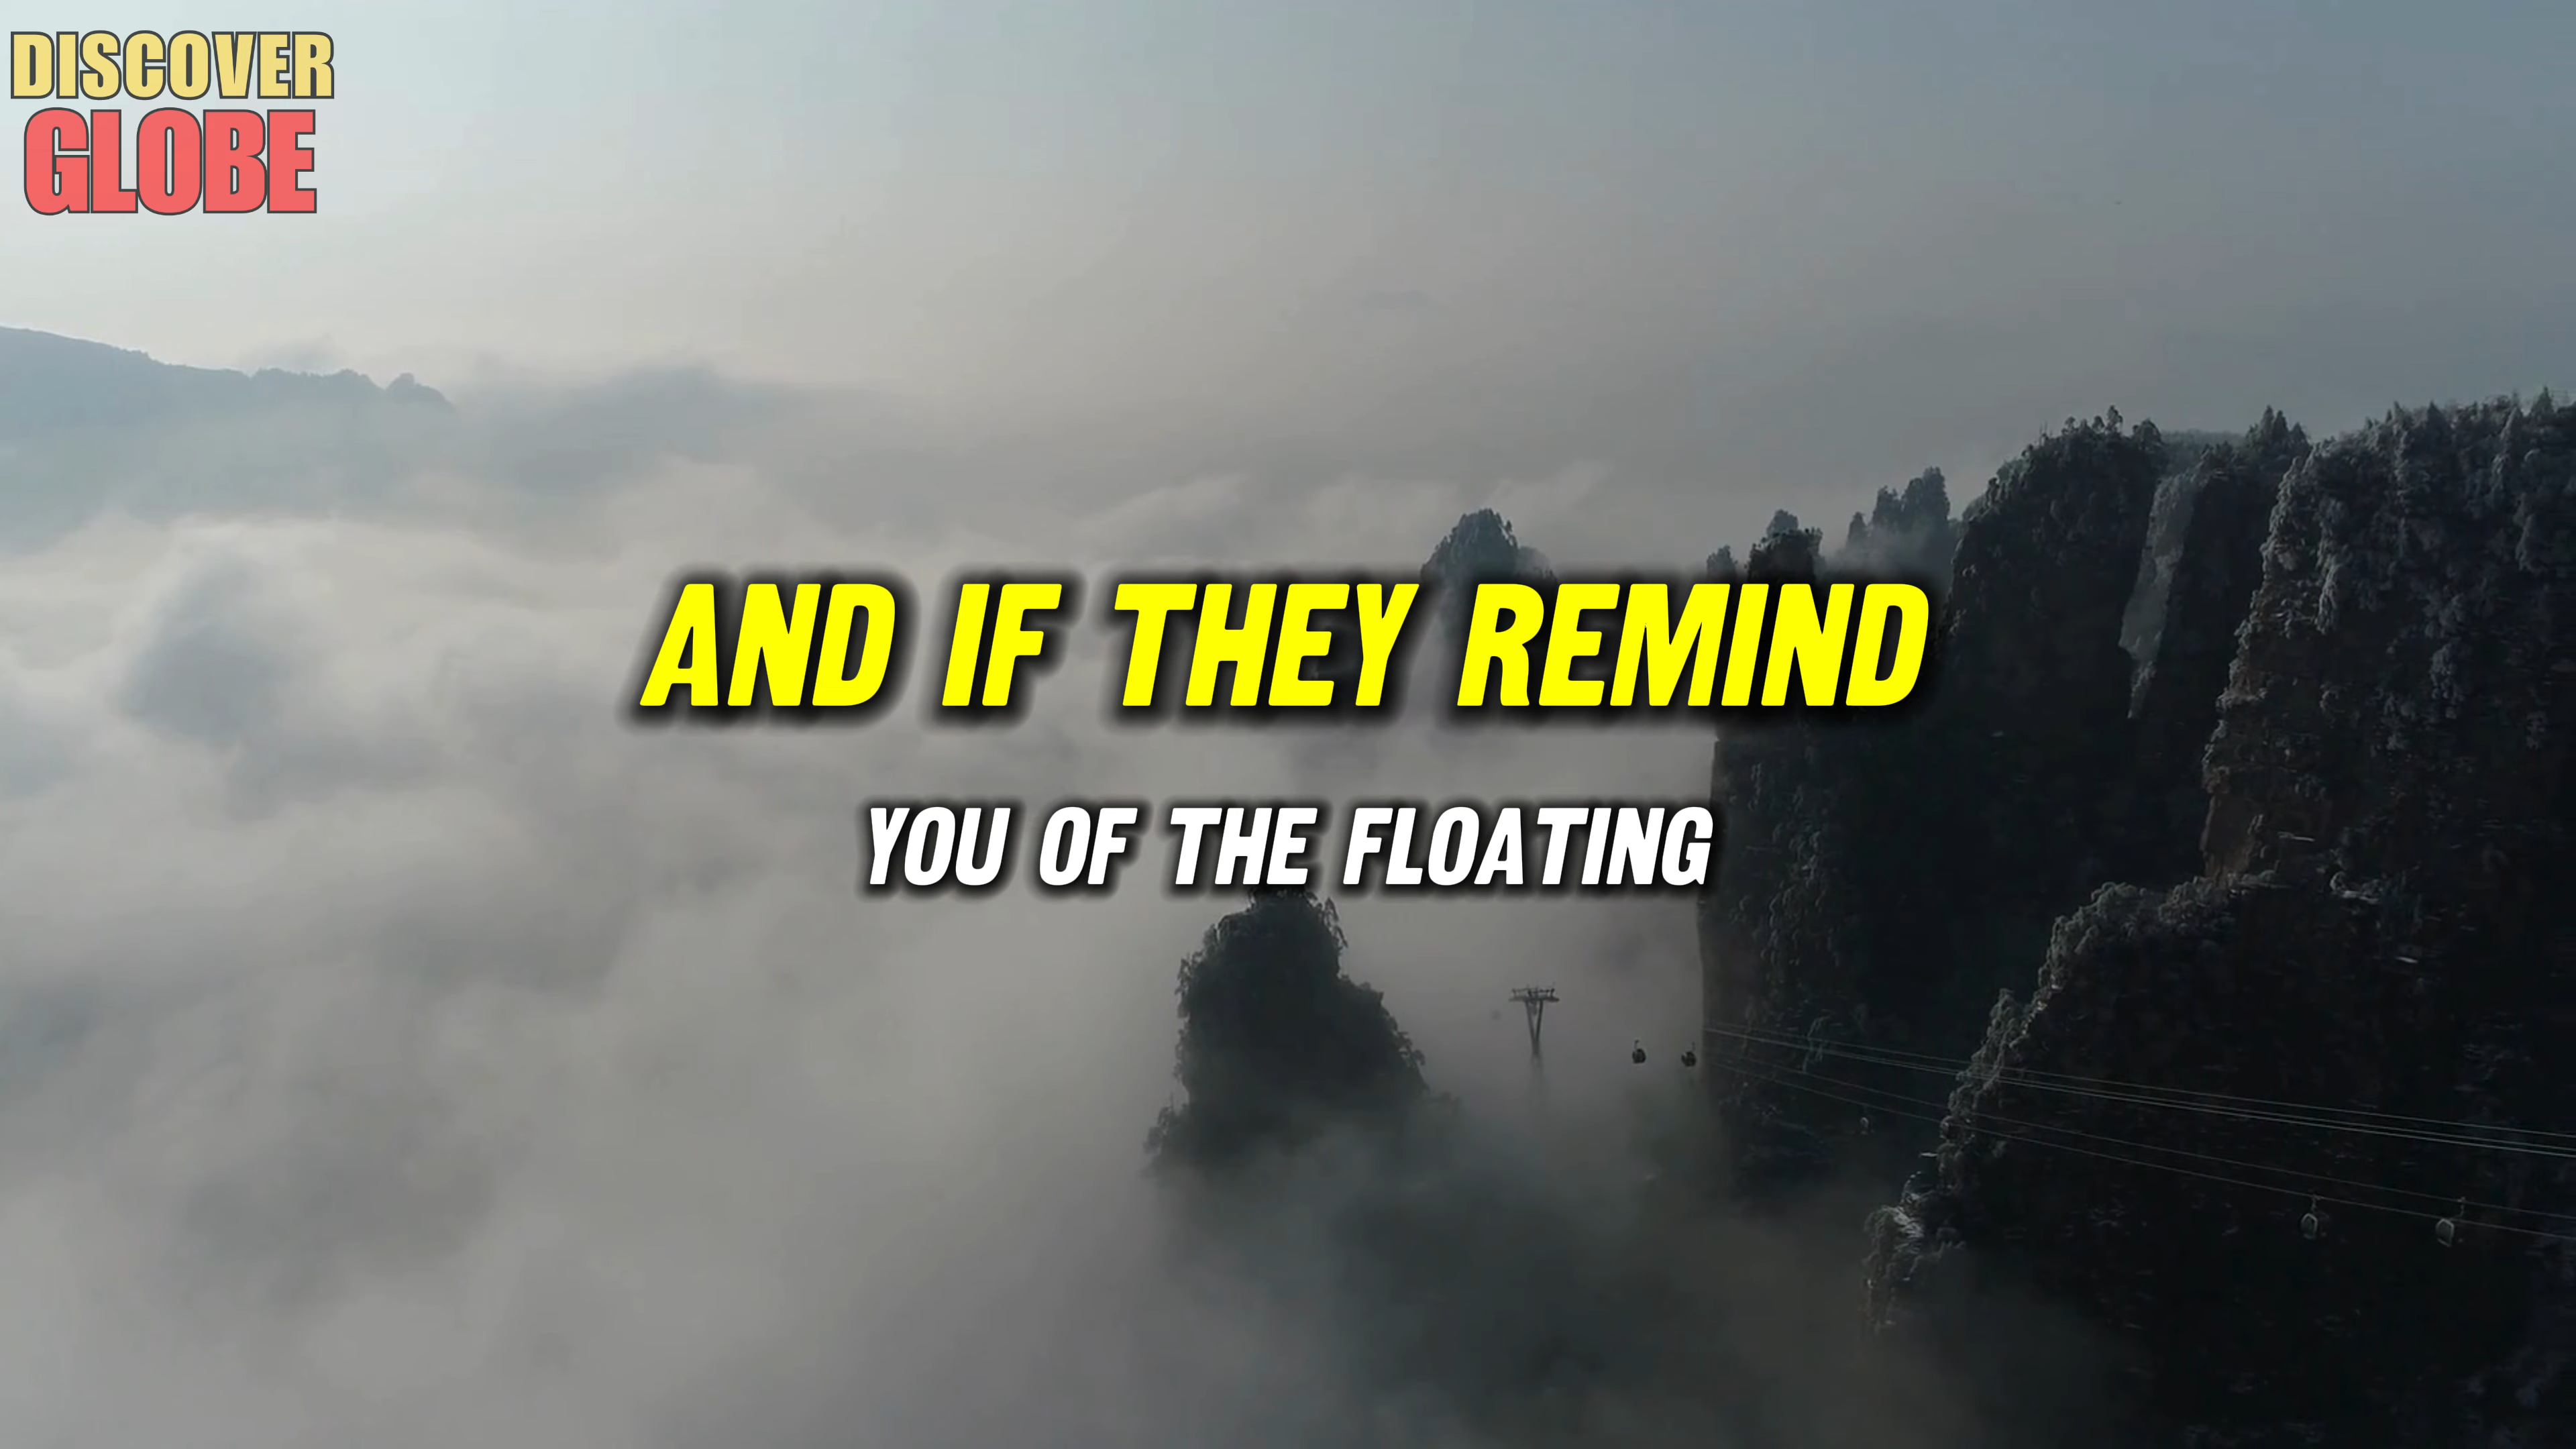 DISCOVER
GLOBE
AND IF THEY REMIND
YOU OF THE FLOATING